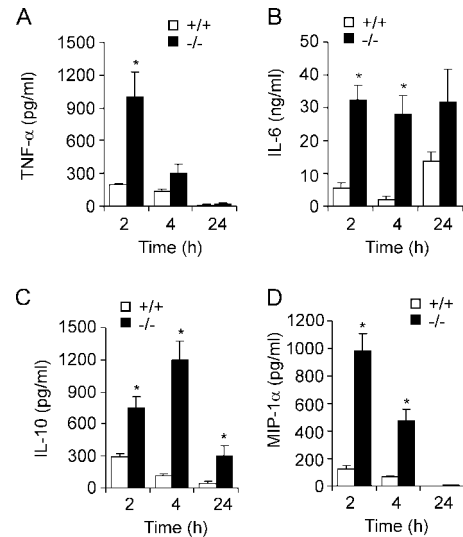 A
+/+
-/-
TNF-α (pg/ml)
1500
1200
900
600
300
0
*
2 4 24
Time (h)
B
+/+
-/-
IL-6 (ng/ml)
50
40
30
20
10
0
* *
2 4 24
Time (h)
C
+/+
-/-
IL-10 (pg/ml)
1500
1200
900
600
300
0
* * *
2 4 24
Time (h)
D
+/+
-/-
MIP-1α (pg/ml)
1200
1000
800
600
400
200
0
* *
2 4 24
Time (h)